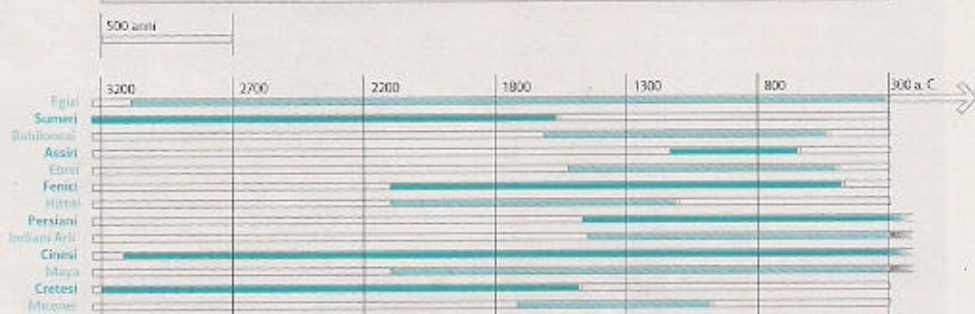 500 anni
3200 2700 2200 1800 1300 800 300 a. C.
Egizi
Sumeri
Babilonesi
Assiri
Ebrei
Fenici
Hittiti
Persiani
Indiani Arii
Cinesi
Maya
Cretesi
Micenei